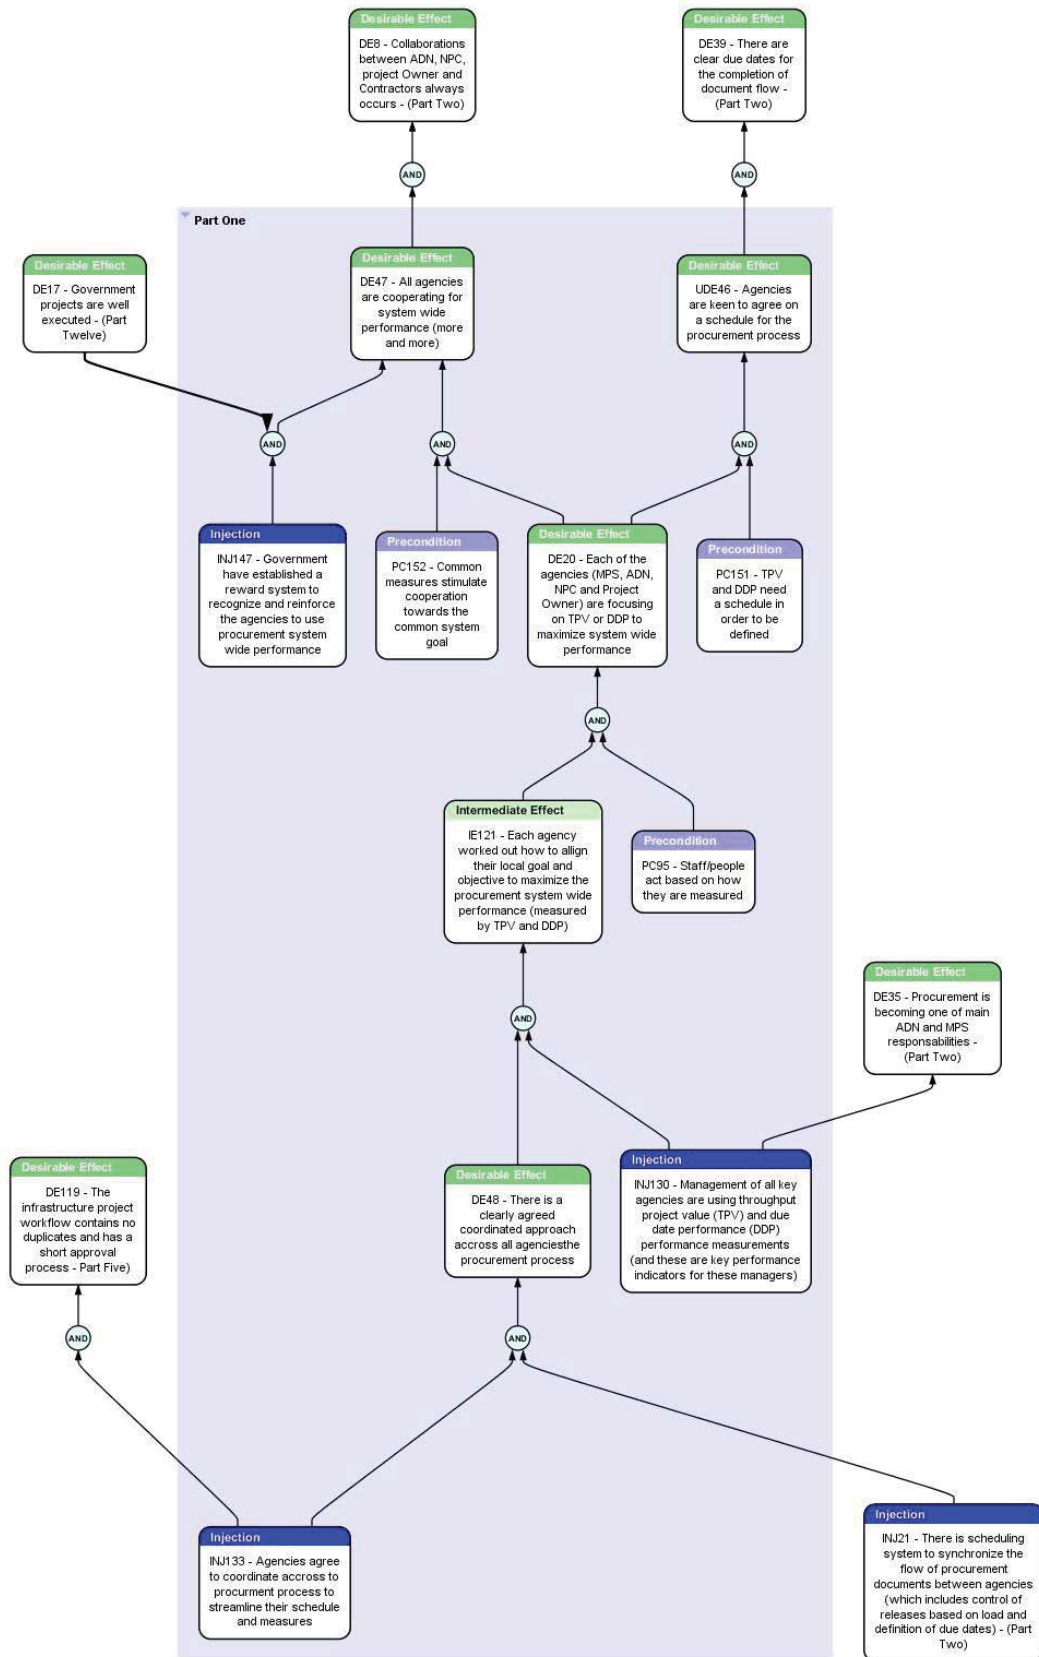 Desirable Effect
DE8 - Collaborations
between ADN, NPC,
project Owner and
Contractors always
occurs - (Part Two)
Desirable Effect
DE39 - There are
clear due dates for
the completion of
document flow -
(Part Two)
AND
AND
Part One
Desirable Effect
DE17 - Government
projects are well
executed - (Part
Twelve)
Desirable Effect
DE47 - All agencies
are cooperating for
system wide
performance (more
and more)
Desirable Effect
UDE46 - Agencies
are keen to agree on
a schedule for the
procurement process
AND
AND
AND
Injection
INJ147 - Government
have established a
reward system to
recognize and reinforce
the agencies to use
procurement system
wide performance
Precondition
PC152 - Common
measures stimulate
cooperation
towards the
common system
goal
Desirable Effect
DE20 - Each of the
agencies (MPS, ADN,
NPC and Project
Owner) are focusing
on TPV or DDP to
maximize system wide
performance
Precondition
PC151 - TPV
and DDP need
a schedule in
order to be
defined
AND
Intermediate Effect
IE121 - Each agency
worked out how to allign
their local goal and
objective to maximize the
procurement system wide
performance (measured
by TPV and DDP)
Precondition
PC95 - Staff/people
act based on how
they are measured
AND
Desirable Effect
DE35 - Procurement is
becoming one of main
ADN and MPS
responsabilities -
(Part Two)
Desirable Effect
DE119 - The
infrastructure project
workflow contains no
duplicates and has a
short approval
process - Part Five)
Desirable Effect
DE48 - There is a
clearly agreed
coordinated approach
accross all agenciesthe
procurement process
Injection
INJ130 - Management of all key
agencies are using throughput
project value (TPV) and due
date performance (DDP)
performance measurements
(and these are key performance
indicators for these managers)
AND
AND
Injection
INJ133 - Agencies agree
to coordinate accross to
procurment process to
streamline their schedule
and measures
Injection
INJ21 - There is scheduling
system to synchronize the
flow of procurement
documents between agencies
(which includes control of
releases based on load and
definition of due dates) - (Part
Two)